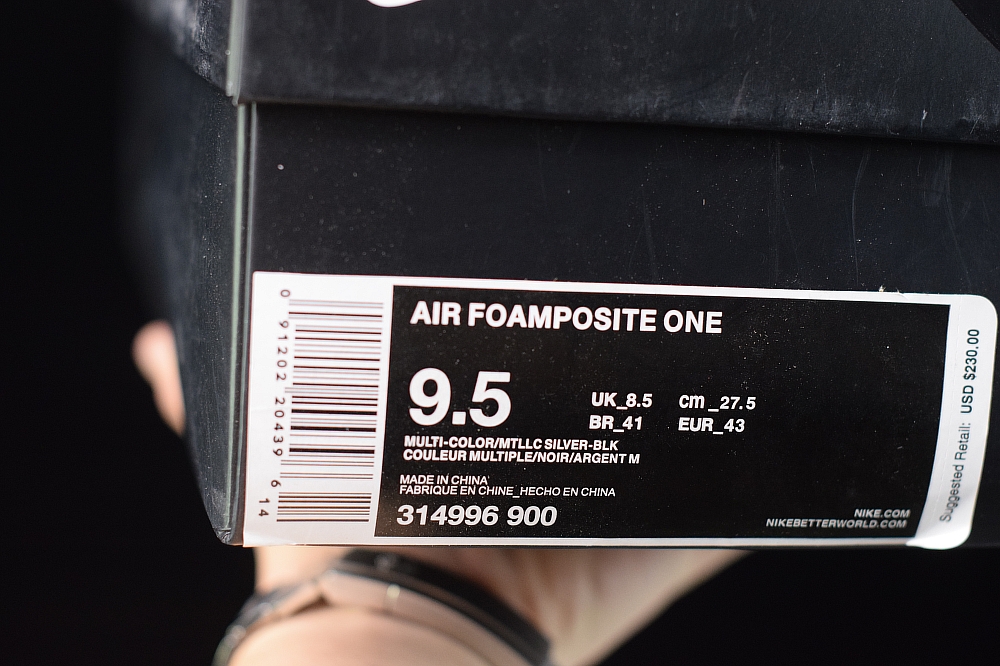 AIR FOAMPOSITE ONE
9.5
UK_8.5 cm_27.5
BR_41 EUR_43
MULTI-COLOR/MTLLC SILVER-BLK
COULEUR MULTIPLE/NOIR/ARGENT M
MADE IN CHINA
FABRIQUE EN CHINE_HECHO EN CHINA
314996 900
NIKE.COM
NIKEBETTERWORLD.COM
0 91202 20439 6 14
Suggested Retail: USD $230.00